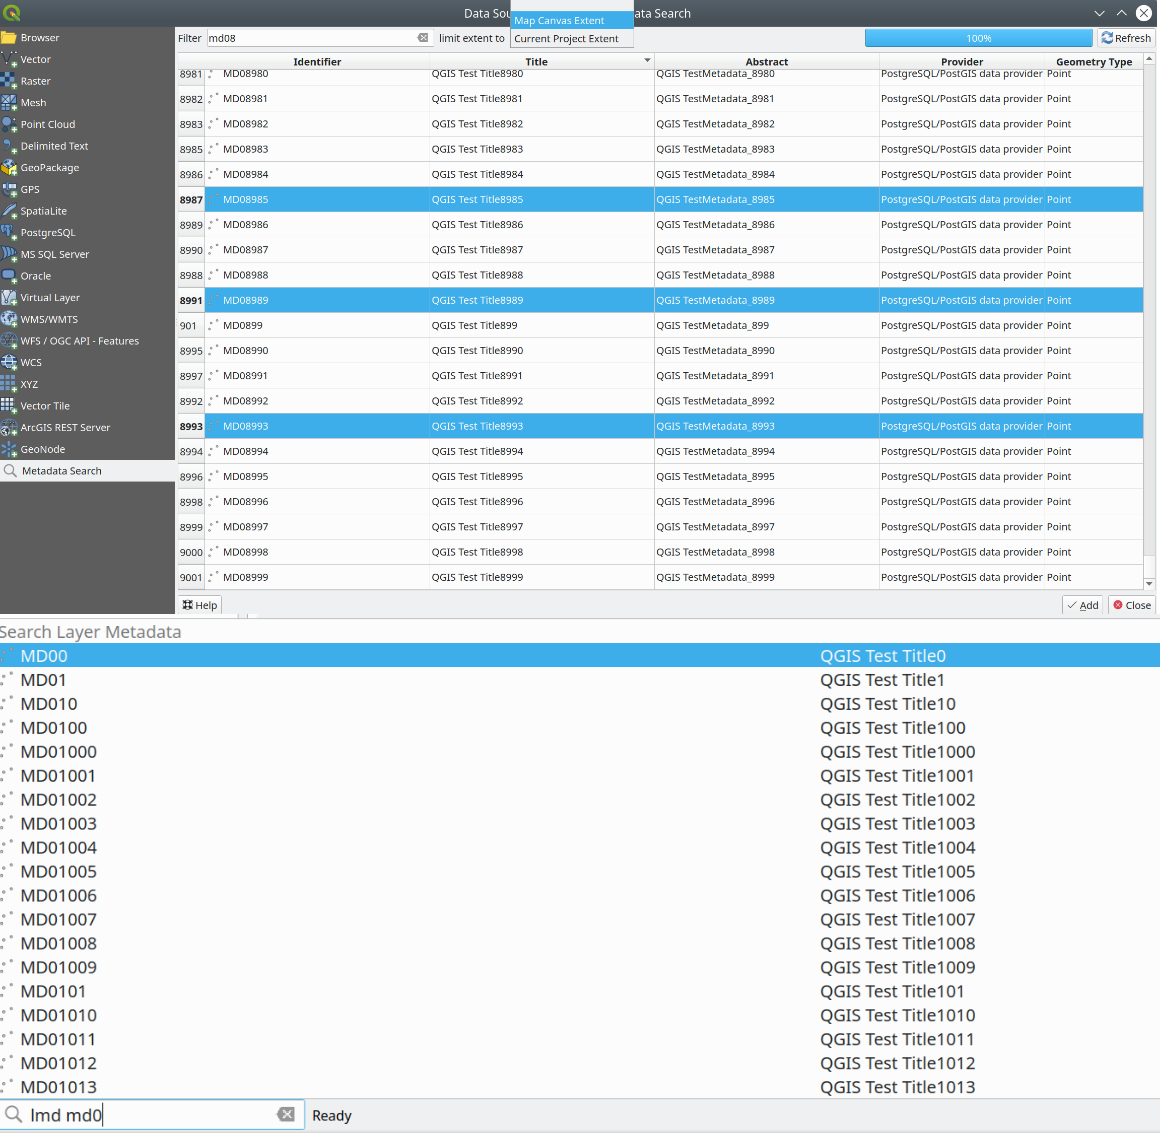 Data Sou
ata Search
Map Canvas Extent
Current Project Extent
Filter md08 limit extent to 100% Refresh
Browser
Vector
Raster
Mesh
Point Cloud
Delimited Text
GeoPackage
GPS
SpatiaLite
PostgreSQL
MS SQL Server
Oracle
Virtual Layer
WMS/WMTS
WFS / OGC API - Features
WCS
XYZ
Vector Tile
ArcGIS REST Server
GeoNode
Metadata Search
Identifier Title Abstract Provider Geometry Type
8981 MD08980 QGIS Test Title8980 QGIS TestMetadata_8980 PostgreSQL/PostGIS data provider Point
8982 MD08981 QGIS Test Title8981 QGIS TestMetadata_8981 PostgreSQL/PostGIS data provider Point
8983 MD08982 QGIS Test Title8982 QGIS TestMetadata_8982 PostgreSQL/PostGIS data provider Point
8985 MD08983 QGIS Test Title8983 QGIS TestMetadata_8983 PostgreSQL/PostGIS data provider Point
8986 MD08984 QGIS Test Title8984 QGIS TestMetadata_8984 PostgreSQL/PostGIS data provider Point
8987 MD08985 QGIS Test Title8985 QGIS TestMetadata_8985 PostgreSQL/PostGIS data provider Point
8989 MD08986 QGIS Test Title8986 QGIS TestMetadata_8986 PostgreSQL/PostGIS data provider Point
8990 MD08987 QGIS Test Title8987 QGIS TestMetadata_8987 PostgreSQL/PostGIS data provider Point
8988 MD08988 QGIS Test Title8988 QGIS TestMetadata_8988 PostgreSQL/PostGIS data provider Point
8991 MD08989 QGIS Test Title8989 QGIS TestMetadata_8989 PostgreSQL/PostGIS data provider Point
901 MD0899 QGIS Test Title899 QGIS TestMetadata_899 PostgreSQL/PostGIS data provider Point
8995 MD08990 QGIS Test Title8990 QGIS TestMetadata_8990 PostgreSQL/PostGIS data provider Point
8997 MD08991 QGIS Test Title8991 QGIS TestMetadata_8991 PostgreSQL/PostGIS data provider Point
8992 MD08992 QGIS Test Title8992 QGIS TestMetadata_8992 PostgreSQL/PostGIS data provider Point
8993 MD08993 QGIS Test Title8993 QGIS TestMetadata_8993 PostgreSQL/PostGIS data provider Point
8994 MD08994 QGIS Test Title8994 QGIS TestMetadata_8994 PostgreSQL/PostGIS data provider Point
8996 MD08995 QGIS Test Title8995 QGIS TestMetadata_8995 PostgreSQL/PostGIS data provider Point
8998 MD08996 QGIS Test Title8996 QGIS TestMetadata_8996 PostgreSQL/PostGIS data provider Point
8999 MD08997 QGIS Test Title8997 QGIS TestMetadata_8997 PostgreSQL/PostGIS data provider Point
9000 MD08998 QGIS Test Title8998 QGIS TestMetadata_8998 PostgreSQL/PostGIS data provider Point
9001 MD08999 QGIS Test Title8999 QGIS TestMetadata_8999 PostgreSQL/PostGIS data provider Point
Help Add Close
Search Layer Metadata
MD00 QGIS Test Title0
MD01 QGIS Test Title1
MD010 QGIS Test Title10
MD0100 QGIS Test Title100
MD01000 QGIS Test Title1000
MD01001 QGIS Test Title1001
MD01002 QGIS Test Title1002
MD01003 QGIS Test Title1003
MD01004 QGIS Test Title1004
MD01005 QGIS Test Title1005
MD01006 QGIS Test Title1006
MD01007 QGIS Test Title1007
MD01008 QGIS Test Title1008
MD01009 QGIS Test Title1009
MD0101 QGIS Test Title101
MD01010 QGIS Test Title1010
MD01011 QGIS Test Title1011
MD01012 QGIS Test Title1012
MD01013 QGIS Test Title1013
lmd md0 Ready